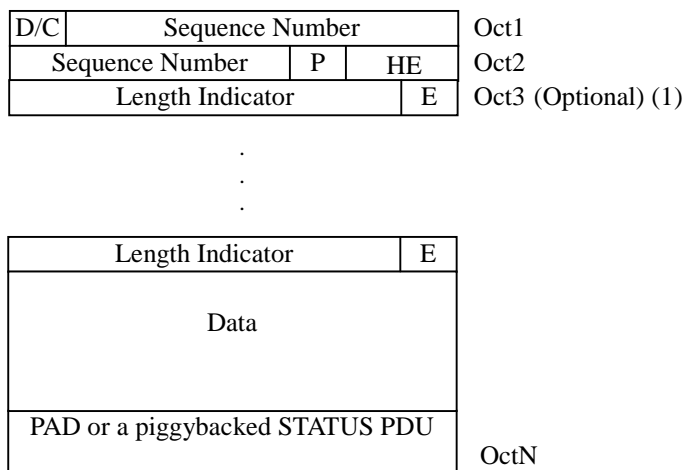 D/C Sequence Number Oct1
Sequence Number P HE Oct2
Length Indicator E Oct3 (Optional) (1)
.
.
.
Length Indicator E
Data
PAD or a piggybacked STATUS PDU
OctN